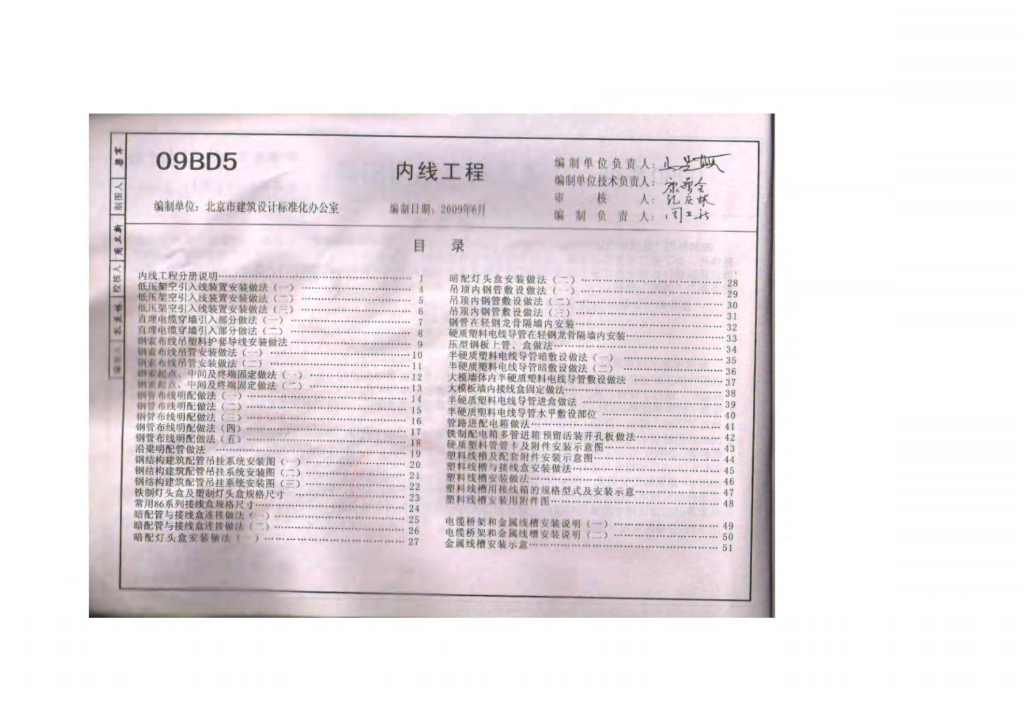 09BD5
内线工程
编制单位：北京市建筑设计标准化办公室
编制日期：2009年6月
编制单位负责人：
编制单位技术负责人：
审核人：
编制负责人：
目 录
内线工程分册说明 1
低压架空引入线装置安装做法（一） 4
低压架空引入线装置安装做法（二） 5
低压架空引入线装置安装做法（三） 6
直埋电缆穿墙引入部分做法（一） 7
直埋电缆穿墙引入部分做法（二） 8
钢索布线吊塑料护套导线安装做法 9
钢索布线吊管安装做法（一） 10
钢索布线吊管安装做法（二） 11
钢索起点、中间及终端固定做法（一） 12
钢索起点、中间及终端固定做法（二） 13
钢管布线明配做法（一） 14
钢管布线明配做法（二） 15
钢管布线明配做法（三） 16
钢管布线明配做法（四） 17
钢管布线明配做法（五） 18
沿梁明配管做法 19
钢结构建筑配管吊挂系统安装图（一） 20
钢结构建筑配管吊挂系统安装图（二） 21
钢结构建筑配管吊挂系统安装图（三） 22
铁制灯头盒及塑制灯头盒规格尺寸 23
常用86系列接线盒规格尺寸 24
暗配管与接线盒连接做法（一） 25
暗配管与接线盒连接做法（二） 26
暗配灯头盒安装做法（一） 27
暗配灯头盒安装做法（二） 28
吊顶内钢管敷设做法（一） 29
吊顶内钢管敷设做法（二） 30
吊顶内钢管敷设做法（三） 31
钢管在轻钢龙骨隔墙内安装 32
硬质塑料电线导管在轻钢龙骨隔墙内安装 33
压型钢板上管、盒做法 34
半硬质塑料电线导管暗敷设做法（一） 35
半硬质塑料电线导管暗敷设做法（二） 36
大模墙体内半硬质塑料电线导管敷设做法 37
大模板墙内接线盒固定做法 38
半硬质塑料电线导管进盒做法 39
半硬质塑料电线导管水平敷设部位 40
管路进配电箱做法 41
铁制配电箱多管进箱预留活装开孔板做法 42
硬质塑料管管卡及附件安装示意图 43
塑料线槽及配套附件安装示意图 44
塑料线槽与接线盒安装做法 45
塑料线槽安装做法 46
塑料线槽用接线箱的规格型式及安装示意 47
塑料线槽安装用附件图 48
电缆桥架和金属线槽安装说明（一） 49
电缆桥架和金属线槽安装说明（二） 50
金属线槽安装示意 51
制图人
校核人
编制人